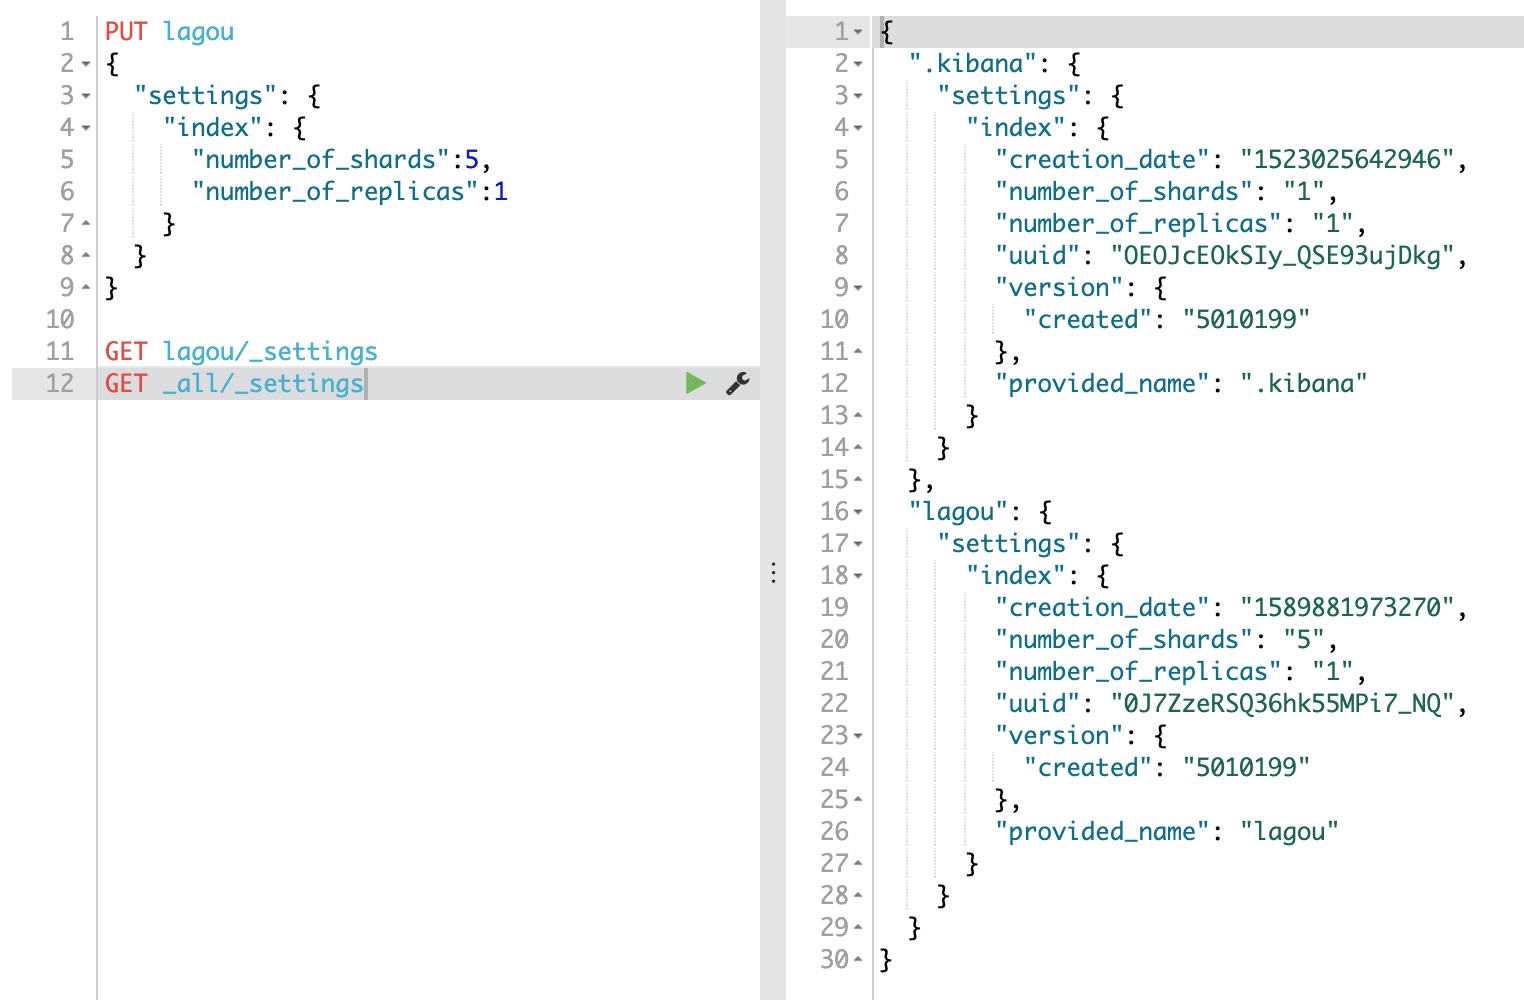 1 PUT lagou
2 {
3 "settings": {
4 "index": {
5 "number_of_shards":5,
6 "number_of_replicas":1
7 }
8 }
9 }
10
11 GET lagou/_settings
12 GET _all/_settings
1 {
2 ".kibana": {
3 "settings": {
4 "index": {
5 "creation_date": "1523025642946",
6 "number_of_shards": "1",
7 "number_of_replicas": "1",
8 "uuid": "OEOJcEOkSIy_QSE93ujDkg",
9 "version": {
10 "created": "5010199"
11 },
12 "provided_name": ".kibana"
13 }
14 }
15 },
16 "lagou": {
17 "settings": {
18 "index": {
19 "creation_date": "1589881973270",
20 "number_of_shards": "5",
21 "number_of_replicas": "1",
22 "uuid": "0J7ZzeRSQ36hk55MPi7_NQ",
23 "version": {
24 "created": "5010199"
25 },
26 "provided_name": "lagou"
27 }
28 }
29 }
30 }